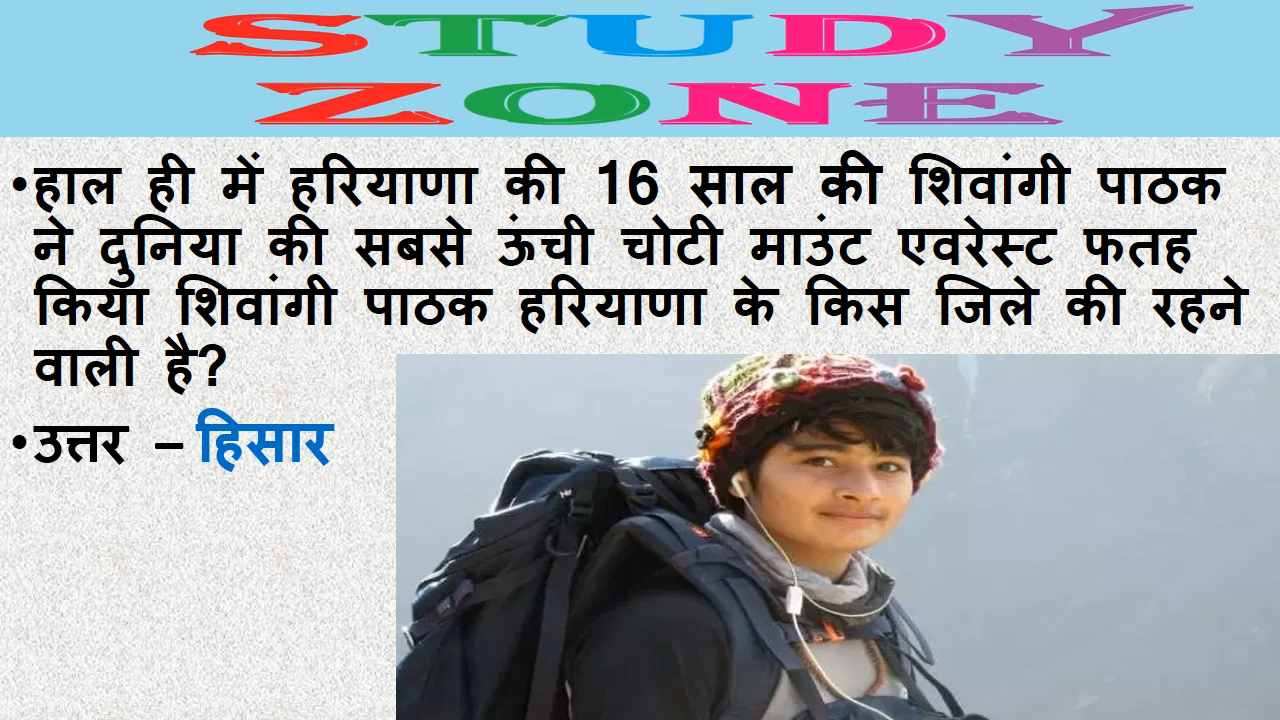 STUDY
ZONE
•हाल ही में हरियाणा की 16 साल की शिवांगी पाठक
ने दुनिया की सबसे ऊंची चोटी माउंट एवरेस्ट फतह
किया शिवांगी पाठक हरियाणा के किस जिले की रहने
वाली है?
•उत्तर – हिसार